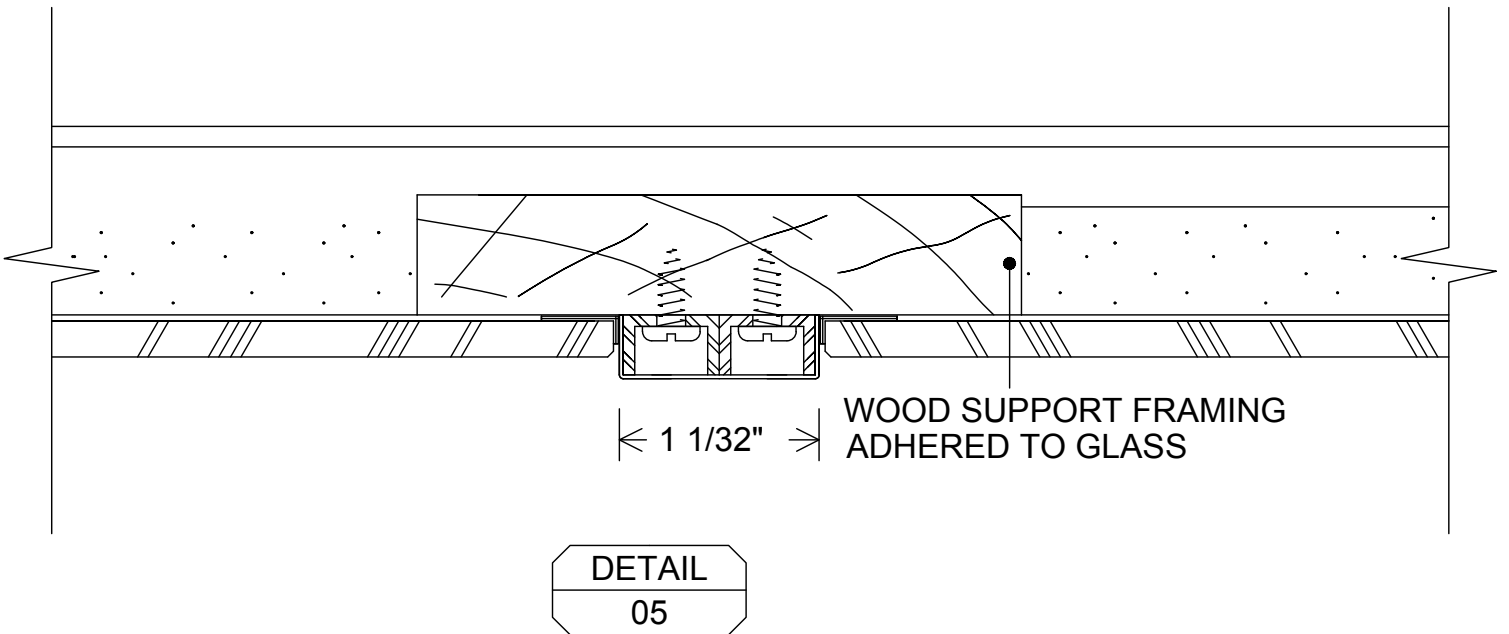 1 1/32"
WOOD SUPPORT FRAMING
ADHERED TO GLASS
DETAIL
05